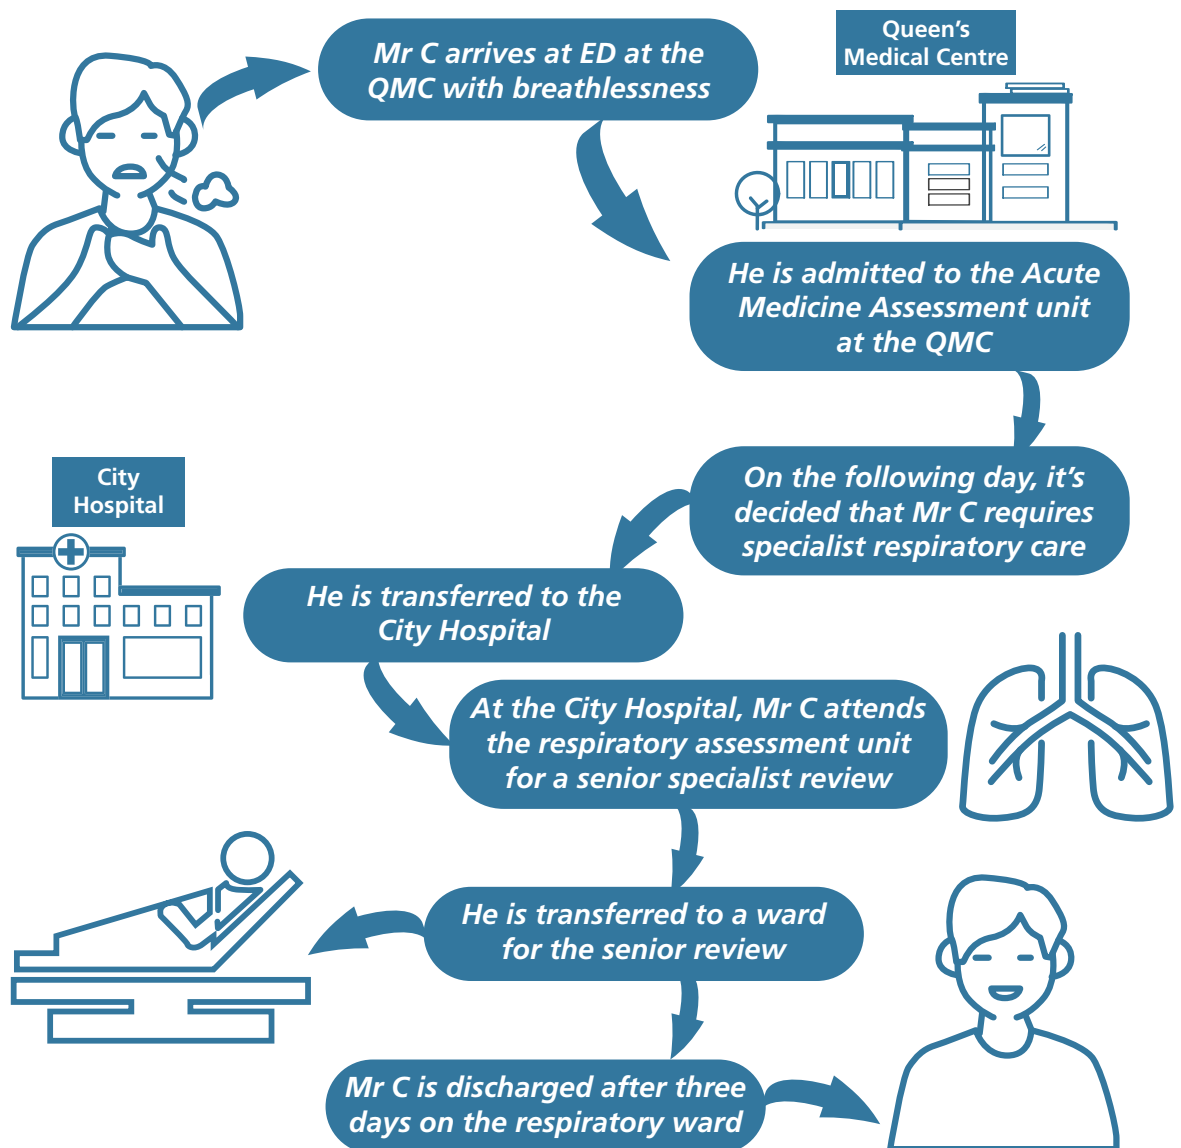 Mr C arrives at ED at the
QMC with breathlessness
Queen's
Medical Centre
He is admitted to the Acute
Medicine Assessment unit
at the QMC
On the following day, it's
decided that Mr C requires
specialist respiratory care
City
Hospital
He is transferred to the
City Hospital
At the City Hospital, Mr C attends
the respiratory assessment unit
for a senior specialist review
He is transferred to a ward
for the senior review
Mr C is discharged after three
days on the respiratory ward